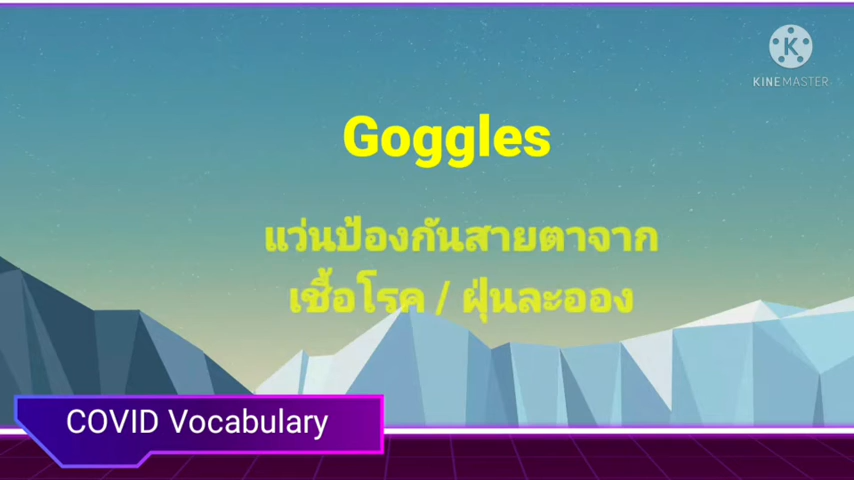 KINEMASTER
Goggles
แว่นป้องกันสายตาจาก
เชื้อโรค / ฝุ่นละออง
COVID Vocabulary